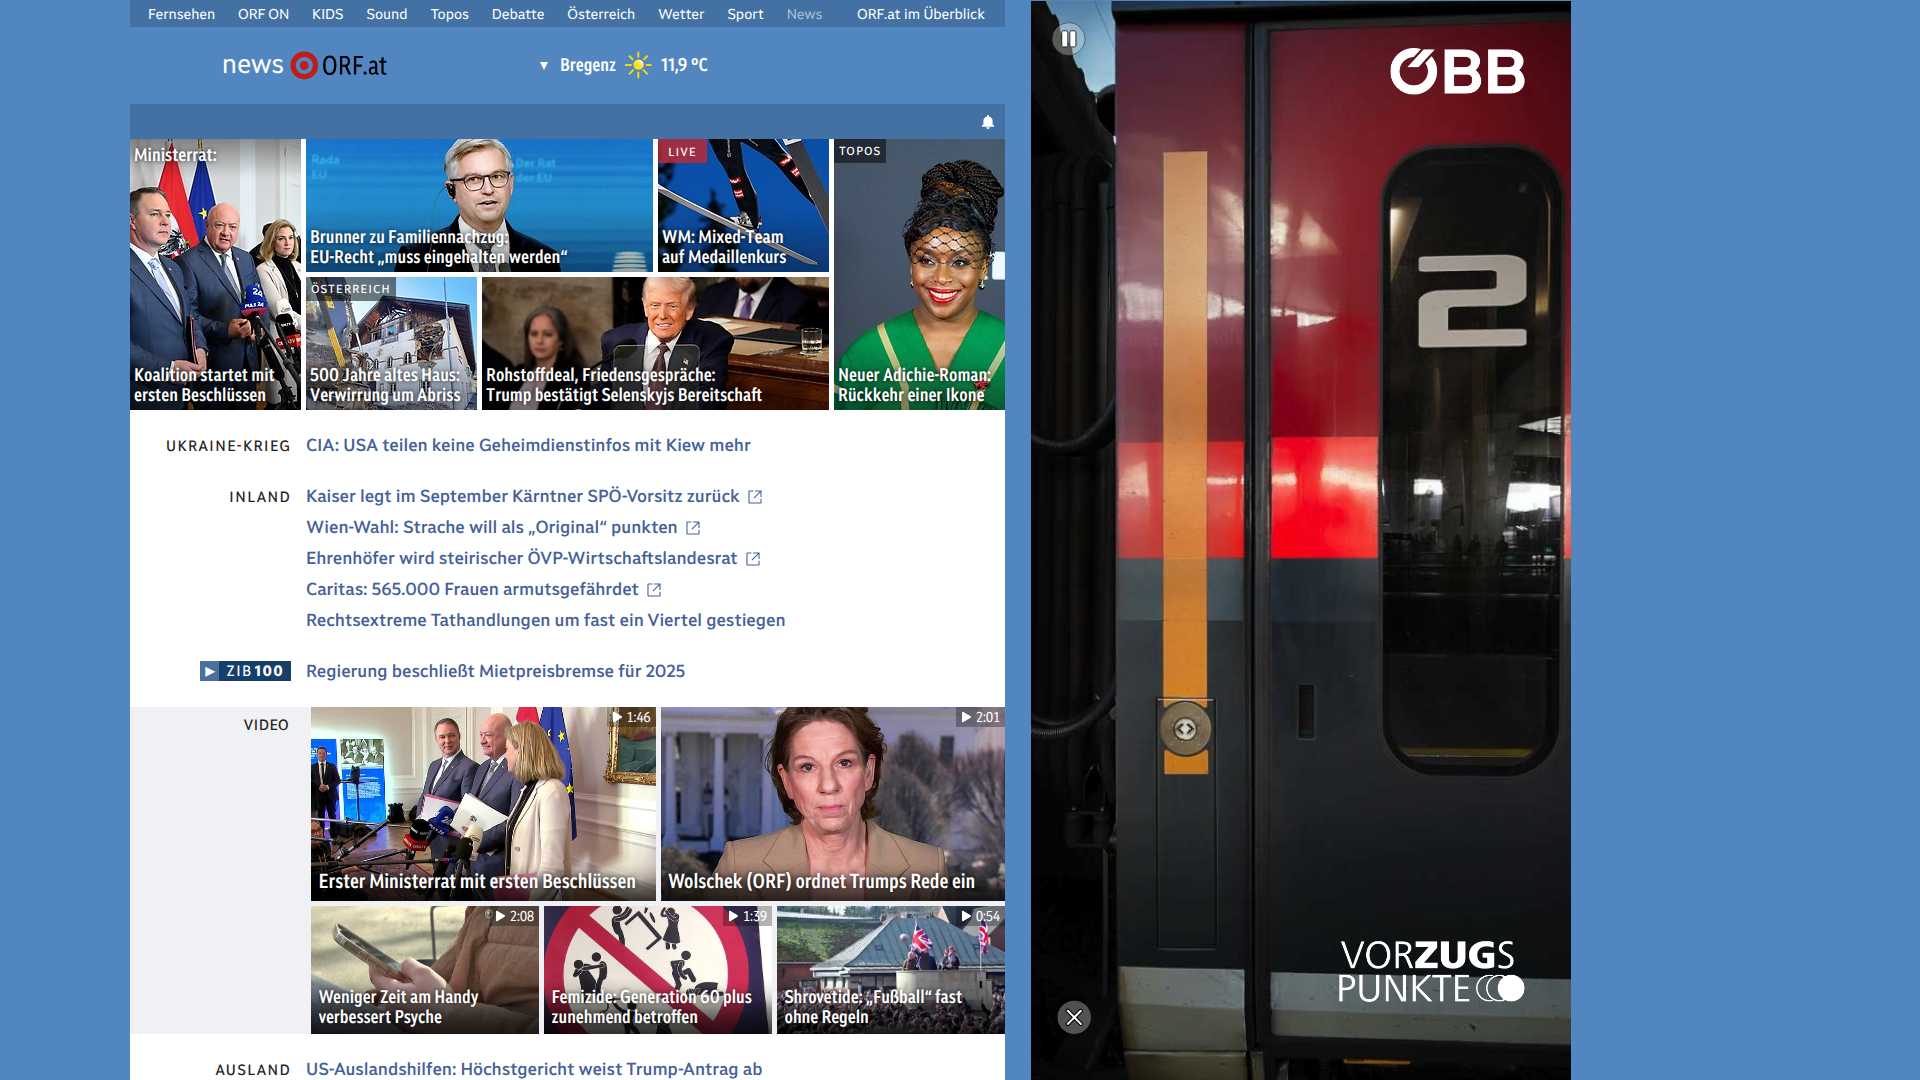 Fernsehen ORF ON KIDS Sound Topos Debatte Österreich Wetter Sport News ORF.at im Überblick
news ORF.at
▼ Bregenz 11,9 °C
Ministerrat:
Koalition startet mit
ersten Beschlüssen
Brunner zu Familiennachzug:
EU-Recht „muss eingehalten werden“
LIVE
WM: Mixed-Team
auf Medaillenkurs
TOPOS
Neuer Adichie-Roman:
Rückkehr einer Ikone
ÖSTERREICH
500 Jahre altes Haus:
Verwirrung um Abriss
Rohstoffdeal, Friedensgespräche:
Trump bestätigt Selenskyjs Bereitschaft
UKRAINE-KRIEG CIA: USA teilen keine Geheimdienstinfos mit Kiew mehr
INLAND Kaiser legt im September Kärntner SPÖ-Vorsitz zurück
Wien-Wahl: Strache will als „Original“ punkten
Ehrenhöfer wird steirischer ÖVP-Wirtschaftslandesrat
Caritas: 565.000 Frauen armutsgefährdet
Rechtsextreme Tathandlungen um fast ein Viertel gestiegen
ZIB100 Regierung beschließt Mietpreisbremse für 2025
VIDEO
1:46
Erster Ministerrat mit ersten Beschlüssen
2:01
Wolschek (ORF) ordnet Trumps Rede ein
2:08
Weniger Zeit am Handy
verbessert Psyche
1:39
Femizide: Generation 60 plus
zunehmend betroffen
0:54
Shrovetide: „Fußball“ fast
ohne Regeln
AUSLAND US-Auslandshilfen: Höchstgericht weist Trump-Antrag ab
ÖBB
2
VORZUGS
PUNKTE